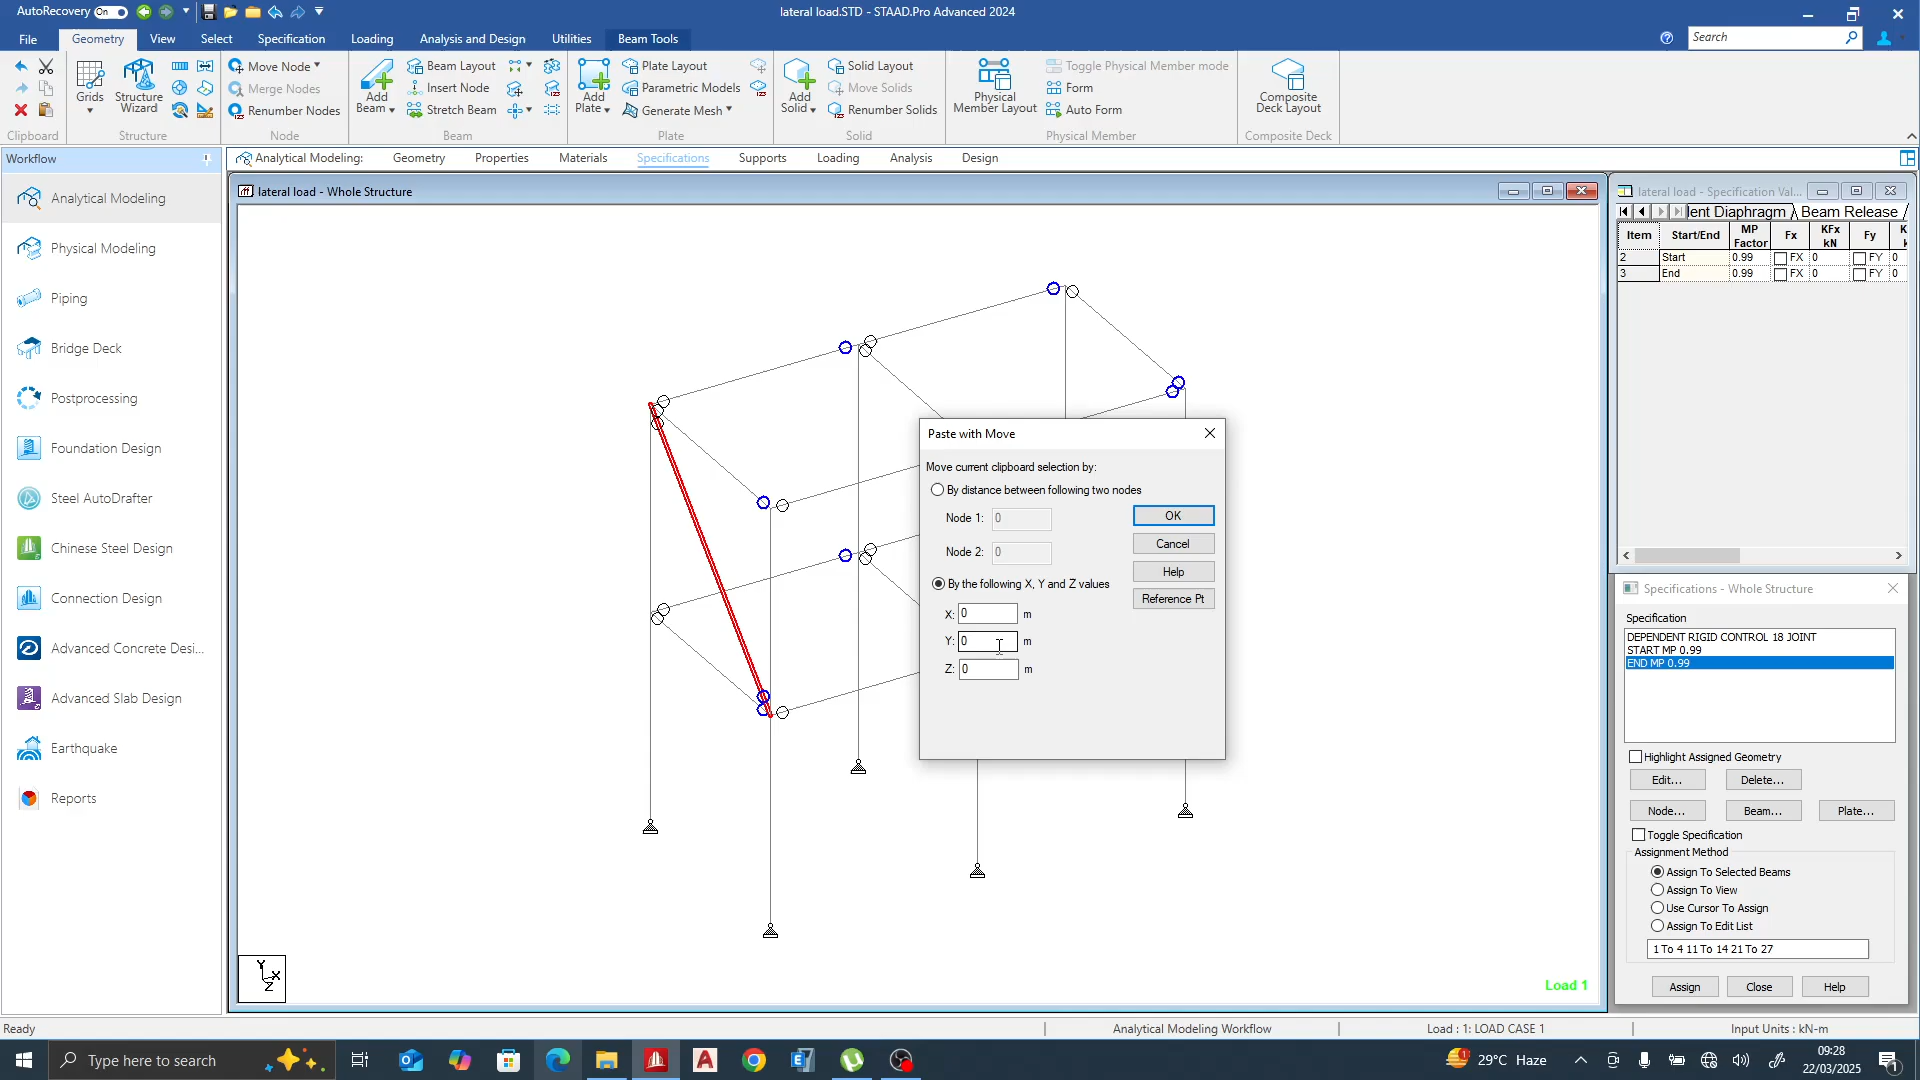 AutoRecovery On
lateral load.STD - STAAD.Pro Advanced 2024
File Geometry View Select Specification Loading Analysis and Design Utilities Beam Tools
Search
Move Node Beam Layout Plate Layout Solid Layout Toggle Physical Member mode
Merge Nodes Insert Node Parametric Models Move Solids Form
Renumber Nodes Stretch Beam Generate Mesh Renumber Solids Auto Form
Grids Structure Wizard Add Beam Add Plate Add Solid Physical Member Layout Composite Deck Layout
Clipboard Structure Node Beam Plate Solid Physical Member Composite Deck
Workflow
Analytical Modeling: Geometry Properties Materials Specifications Supports Loading Analysis Design
Analytical Modeling
Physical Modeling
Piping
Bridge Deck
Postprocessing
Foundation Design
Steel AutoDrafter
Chinese Steel Design
Connection Design
Advanced Concrete Desi...
Advanced Slab Design
Earthquake
Reports
lateral load - Whole Structure
Paste with Move
Move current clipboard selection by:
By distance between following two nodes
Node 1: 0
Node 2: 0
By the following X, Y and Z values
X: 0 m
Y: 0 m
Z: 0 m
OK
Cancel
Help
Reference Pt
Y
X
Z
Load 1
lateral load - Specification Val...
lent Diaphragm Beam Release
Item Start/End MP Factor Fx KFx kN Fy K
2 Start 0.99 FX 0 FY 0
3 End 0.99 FX 0 FY 0
Specifications - Whole Structure
Specification
DEPENDENT RIGID CONTROL 18 JOINT
START MP 0.99
END MP 0.99
Highlight Assigned Geometry
Edit... Delete...
Node... Beam... Plate...
Toggle Specification
Assignment Method
Assign To Selected Beams
Assign To View
Use Cursor To Assign
Assign To Edit List
1 To 4 11 To 14 21 To 27
Assign Close Help
Ready Analytical Modeling Workflow Load : 1: LOAD CASE 1 Input Units : kN-m
Type here to search
29°C Haze
09:28
22/03/2025